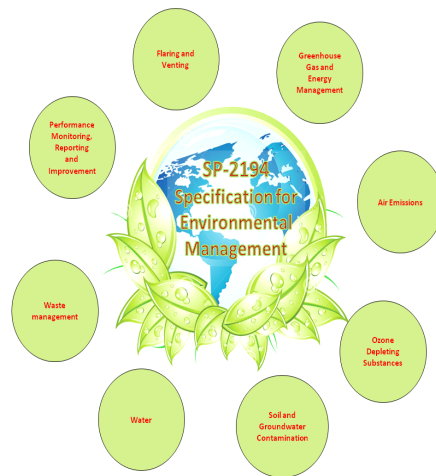 Flaring and
Venting
Greenhouse
Gas and
Energy
Management
Performance
Monitoring,
Reporting
and
Improvement
SP-2194
Specification for
Environmental
Management
Air Emissions
Waste
management
Ozone
Depleting
Substances
Water
Soil and
Groundwater
Contamination